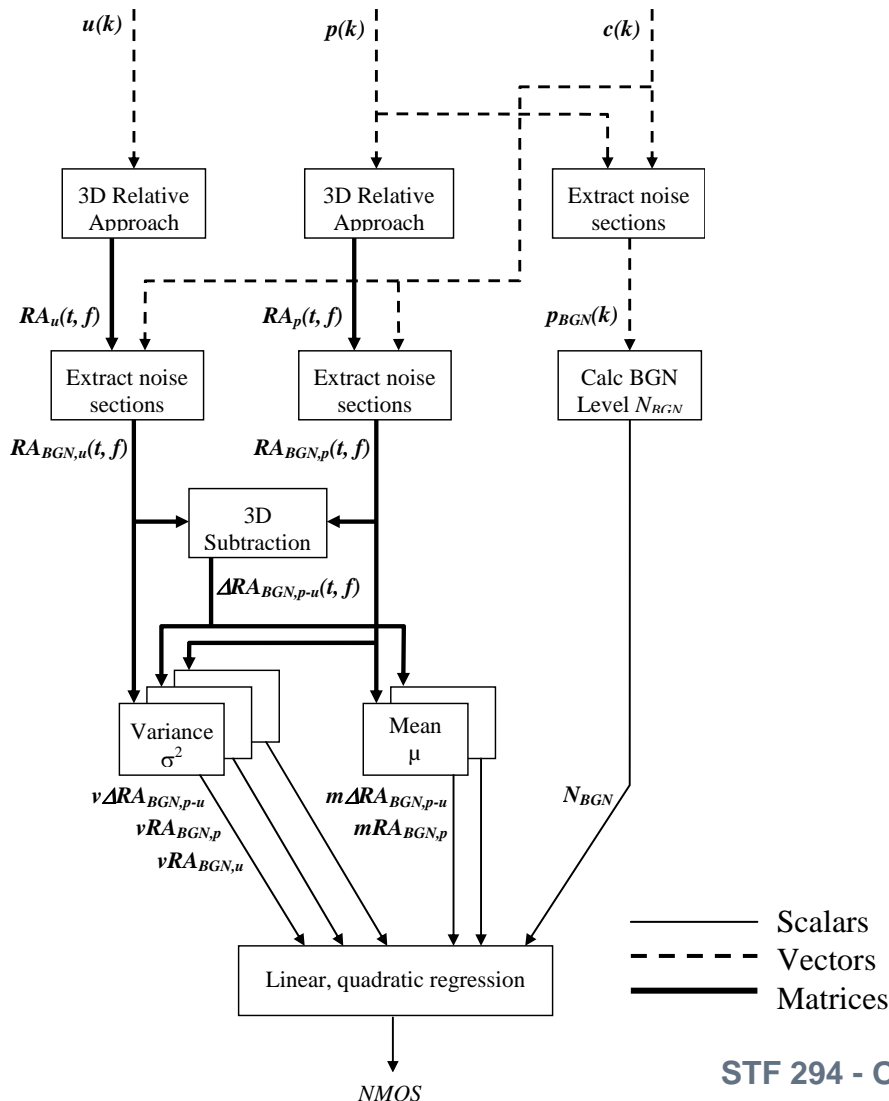 u(k)
p(k)
c(k)
3D Relative
Approach
3D Relative
Approach
Extract noise
sections
RAu(t, f)
RAp(t, f)
pBGN(k)
Extract noise
sections
Extract noise
sections
Calc BGN
Level NBGN
RABGN,u(t, f)
RABGN,p(t, f)
3D
Subtraction
ΔRABGN,p-u(t, f)
Variance
σ²
Mean
μ
vΔRABGN,p-u
vRABGN,p
vRABGN,u
mΔRABGN,p-u
mRABGN,p
NBGN
Scalars
Vectors
Matrices
Linear, quadratic regression
NMOS
STF 294 -